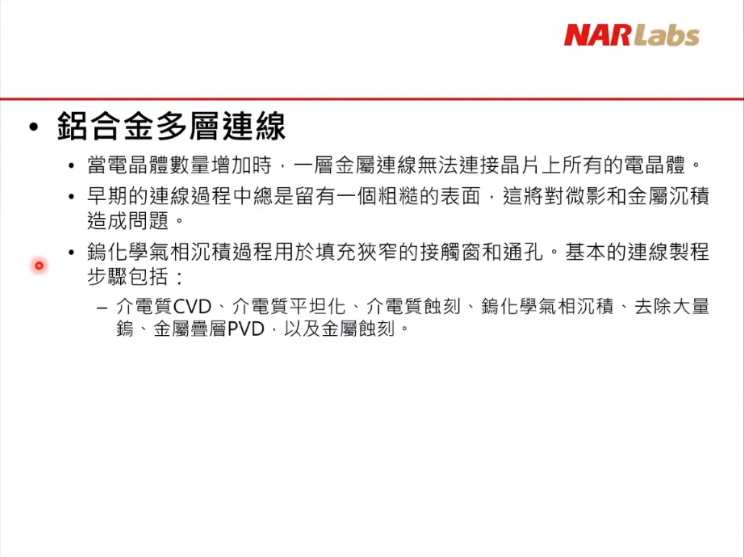 NARLabs
• 鋁合金多層連線
• 當電晶體數量增加時，一層金屬連線無法連接晶片上所有的電晶體。
• 早期的連線過程中總是留有一個粗糙的表面，這將對微影和金屬沉積
造成問題。
• 鎢化學氣相沉積過程用於填充狹窄的接觸窗和通孔。基本的連線製程
步驟包括：
– 介電質CVD、介電質平坦化、介電質蝕刻、鎢化學氣相沉積、去除大量
鎢、金屬疊層PVD，以及金屬蝕刻。